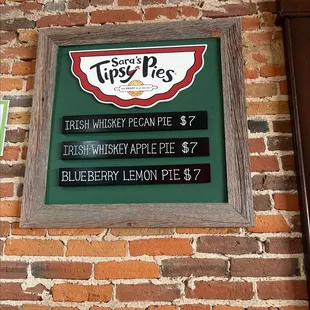 Sara's
Tipsy Pies
IRISH WHISKEY PECAN PIE $7
IRISH WHISKEY APPLE PIE $7
BLUEBERRY LEMON PIE $7